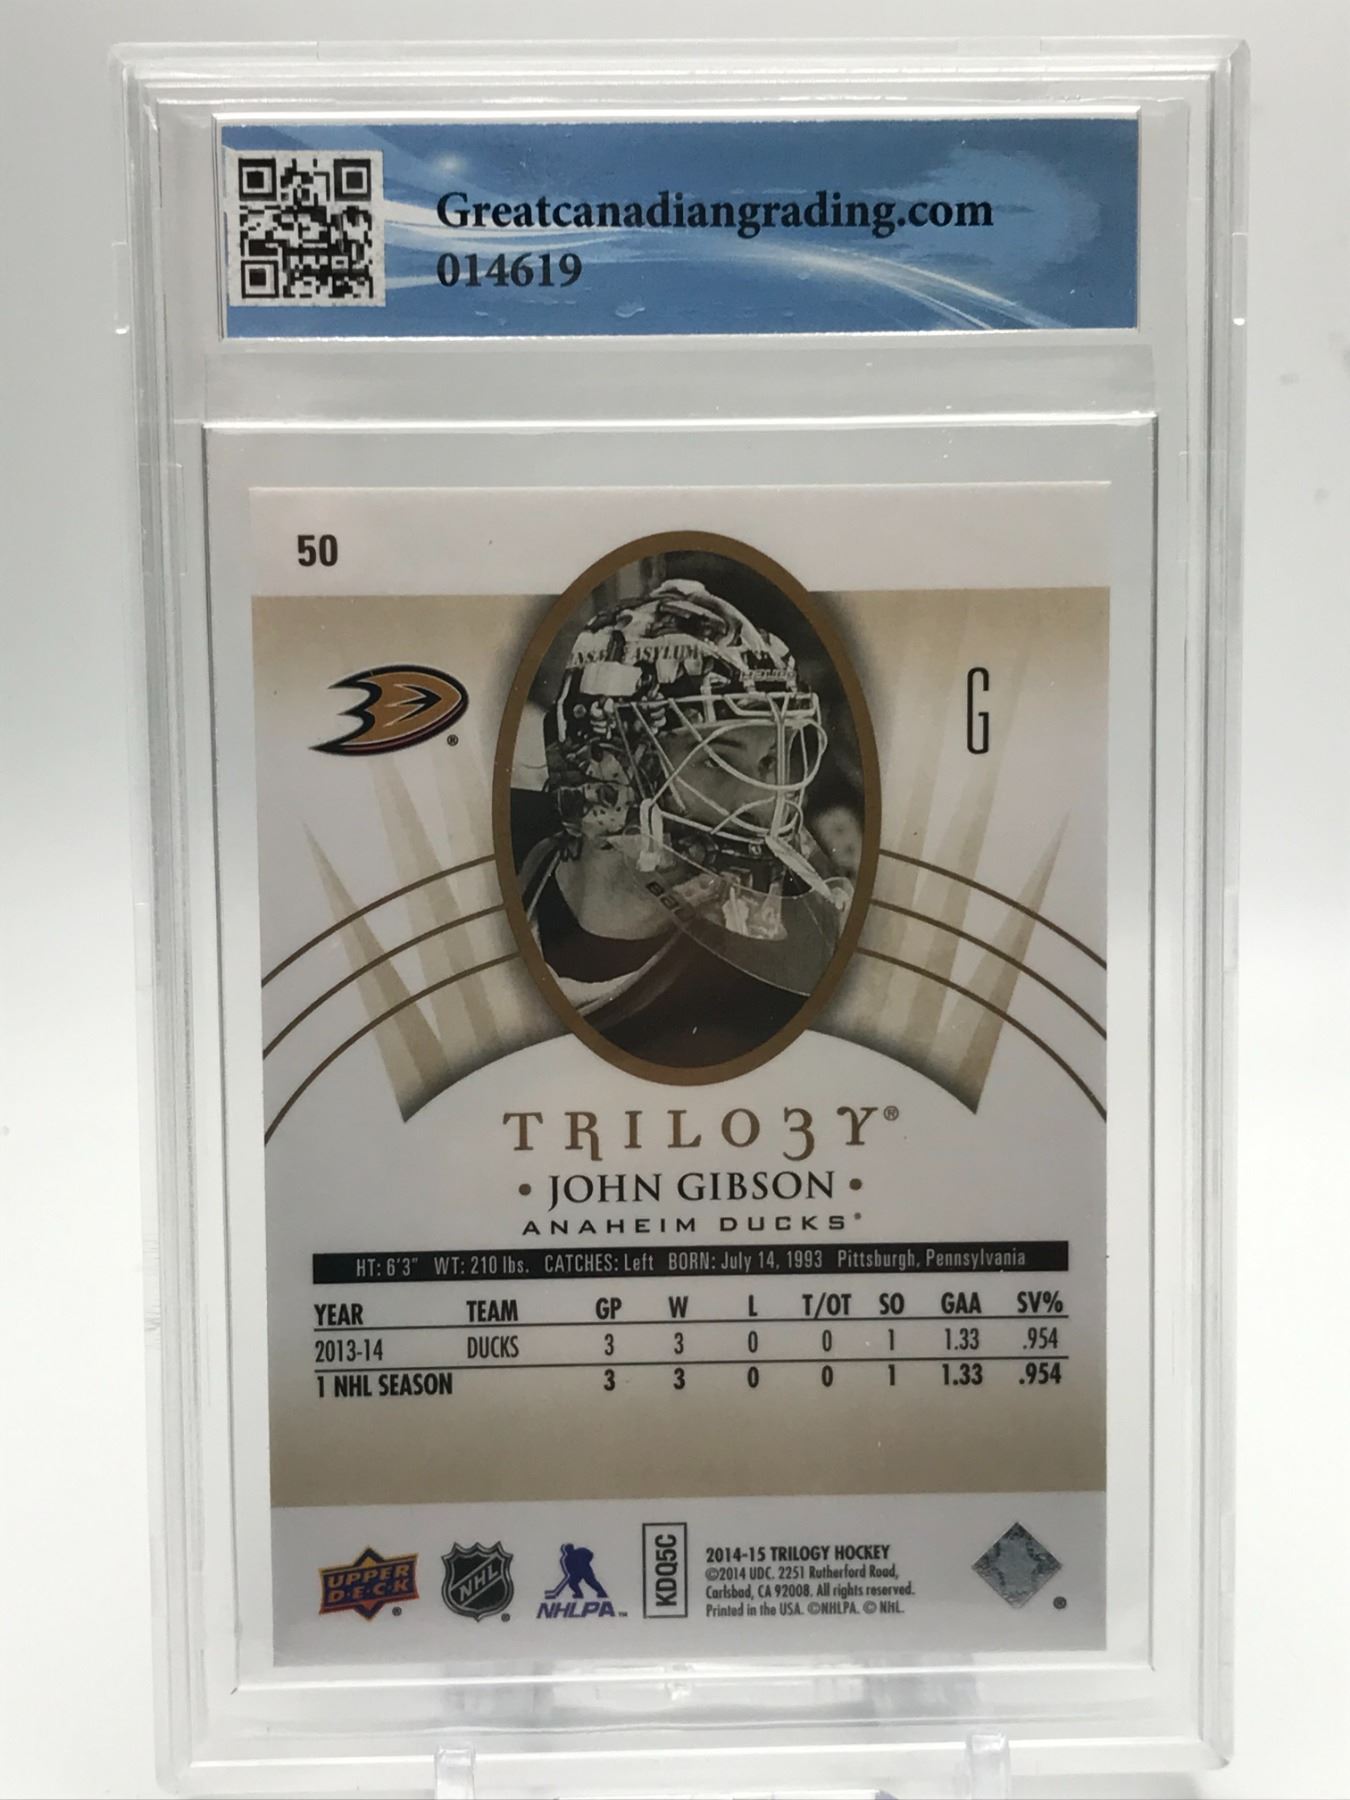 Greatcanadiangrading.com
014619
50
G
ASYLUM
TRILO3Y®
• JOHN GIBSON •
ANAHEIM DUCKS®
HT: 6'3" WT: 210 lbs. CATCHES: Left BORN: July 14, 1993 Pittsburgh, Pennsylvania
YEAR TEAM GP W L T/OT SO GAA SV%
2013-14 DUCKS 3 3 0 0 1 1.33 .954
1 NHL SEASON 3 3 0 0 1 1.33 .954
UPPER
D·E·C·K
NHL
NHLPA™
KDQ5C
2014-15 TRILOGY HOCKEY
©2014 UDC. 2251 Rutherford Road,
Carlsbad, CA 92008. All rights reserved.
Printed in the USA. ©NHLPA. © NHL.